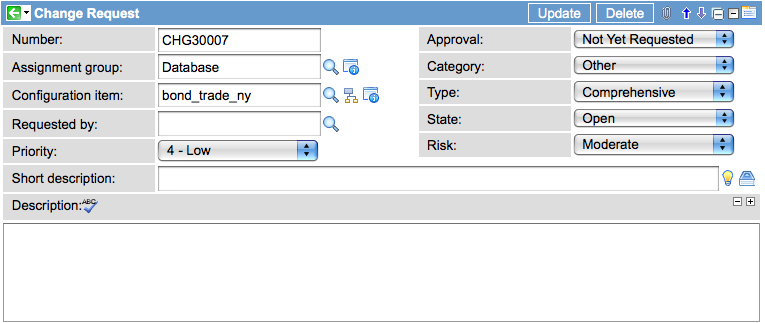 Change Request
Update
Delete
Number:
CHG30007
Approval:
Not Yet Requested
Assignment group:
Database
Category:
Other
Configuration item:
bond_trade_ny
Type:
Comprehensive
Requested by:
State:
Open
Priority:
4 - Low
Risk:
Moderate
Short description:
Description:
ABC